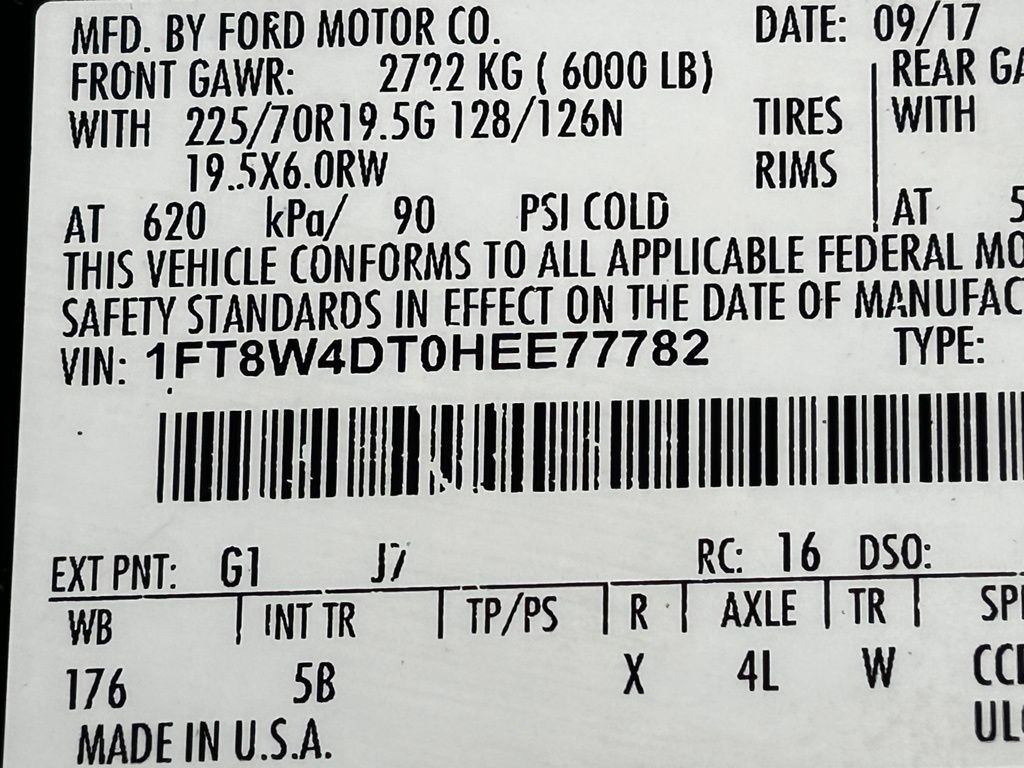 MFD. BY FORD MOTOR CO. DATE: 09/17
FRONT GAWR: 2722 KG ( 6000 LB) REAR GA
WITH 225/70R19.5G 128/126N TIRES WITH
19.5X6.0RW RIMS
AT 620 kPa/ 90 PSI COLD AT 5
THIS VEHICLE CONFORMS TO ALL APPLICABLE FEDERAL MO
SAFETY STANDARDS IN EFFECT ON THE DATE OF MANUFAC
VIN: 1FT8W4DT0HEE77782 TYPE:
EXT PNT: G1 J7 RC: 16 DSO:
WB INT TR TP/PS R AXLE TR SPR
176 5B X 4L W CCE
MADE IN U.S.A. ULO